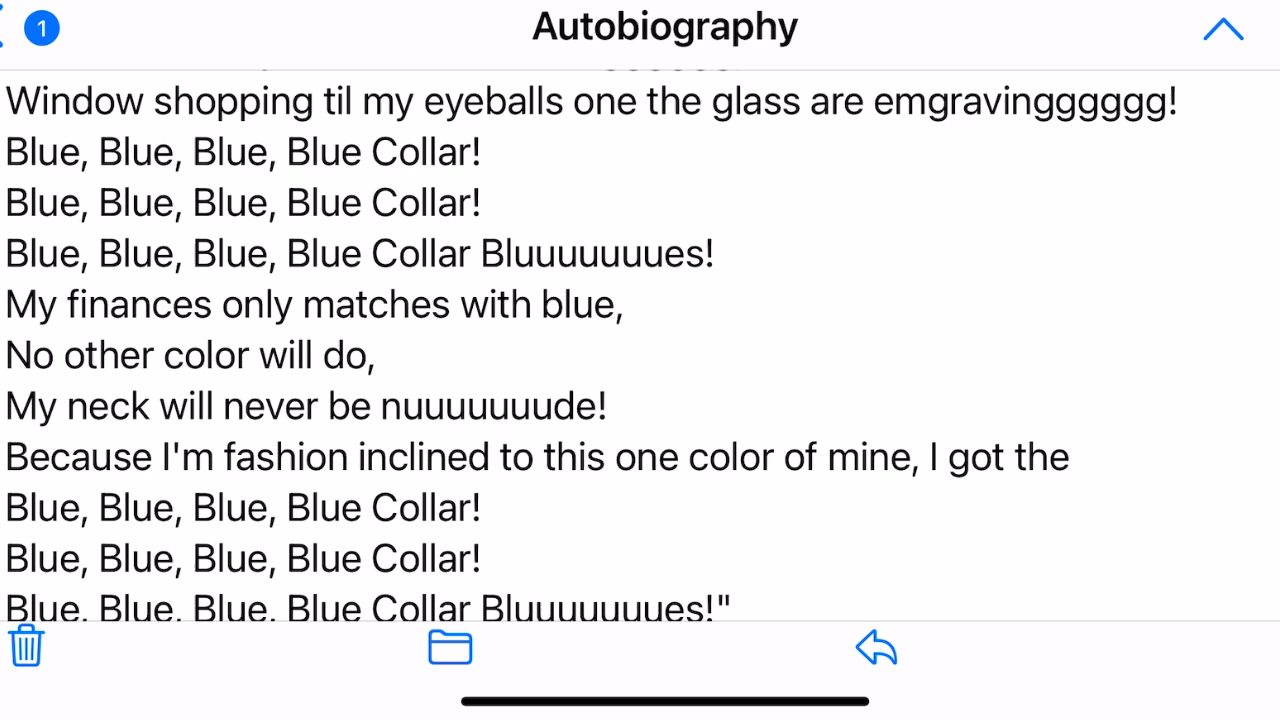 1
Autobiography
Window shopping til my eyeballs one the glass are emgravingggggg!
Blue, Blue, Blue, Blue Collar!
Blue, Blue, Blue, Blue Collar!
Blue, Blue, Blue, Blue Collar Bluuuuuuues!
My finances only matches with blue,
No other color will do,
My neck will never be nuuuuuuude!
Because I'm fashion inclined to this one color of mine, I got the
Blue, Blue, Blue, Blue Collar!
Blue, Blue, Blue, Blue Collar!
Blue, Blue, Blue, Blue Collar Bluuuuuuues!"